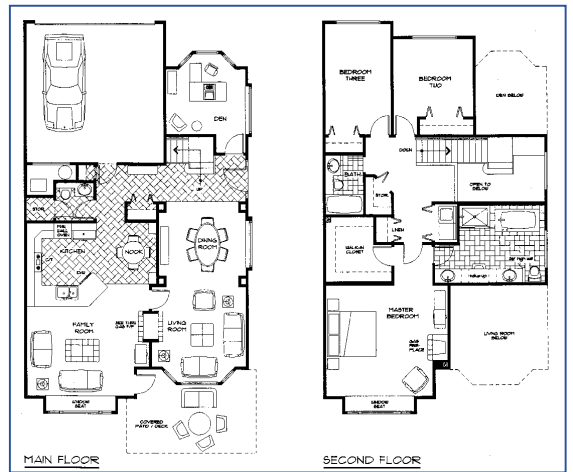 DEN
UP
STOR.
KITCHEN
NOOK
DINING
ROOM
FAMILY
ROOM
LIVING
ROOM
WINDOW
SEAT
COVERED
PATIO / DECK
MAIN FLOOR
BEDROOM
THREE
BEDROOM
TWO
DEN BELOW
DOWN
BATH
STOR.
OPEN TO
BELOW
LINEN
WALK-IN
CLOSET
MASTER
BEDROOM
GAS
FIRE-
PLACE
LIVING ROOM
BELOW
WINDOW
SEAT
SECOND FLOOR